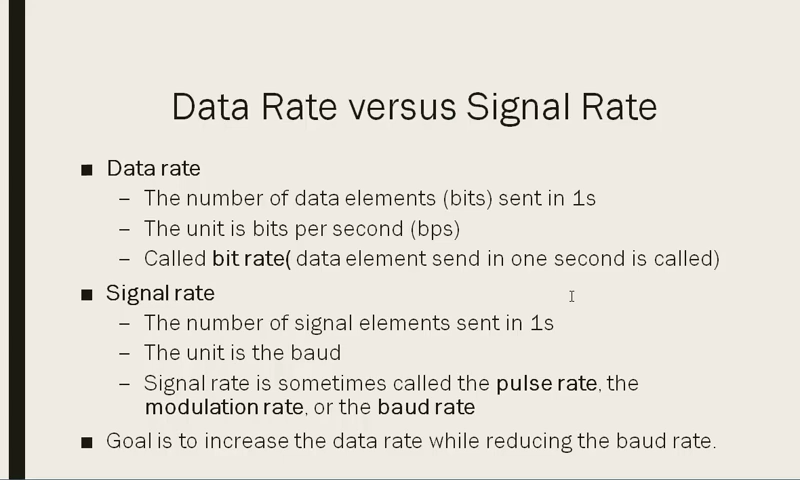 Data Rate versus Signal Rate
■ Data rate
– The number of data elements (bits) sent in 1s
– The unit is bits per second (bps)
– Called bit rate( data element send in one second is called)
■ Signal rate
– The number of signal elements sent in 1s
– The unit is the baud
– Signal rate is sometimes called the pulse rate, the
modulation rate, or the baud rate
■ Goal is to increase the data rate while reducing the baud rate.